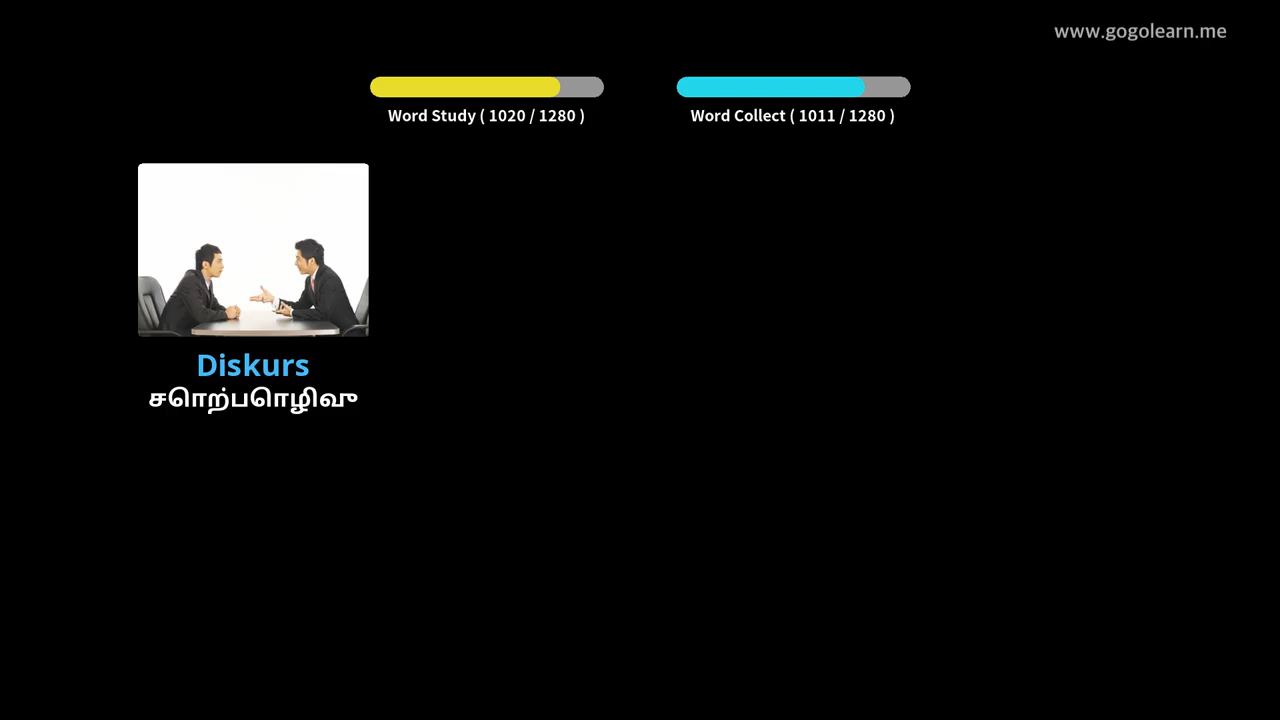 www.gogolearn.me
Word Study ( 1020 / 1280 )
Word Collect ( 1011 / 1280 )
Diskurs
சொற்பொழிவு